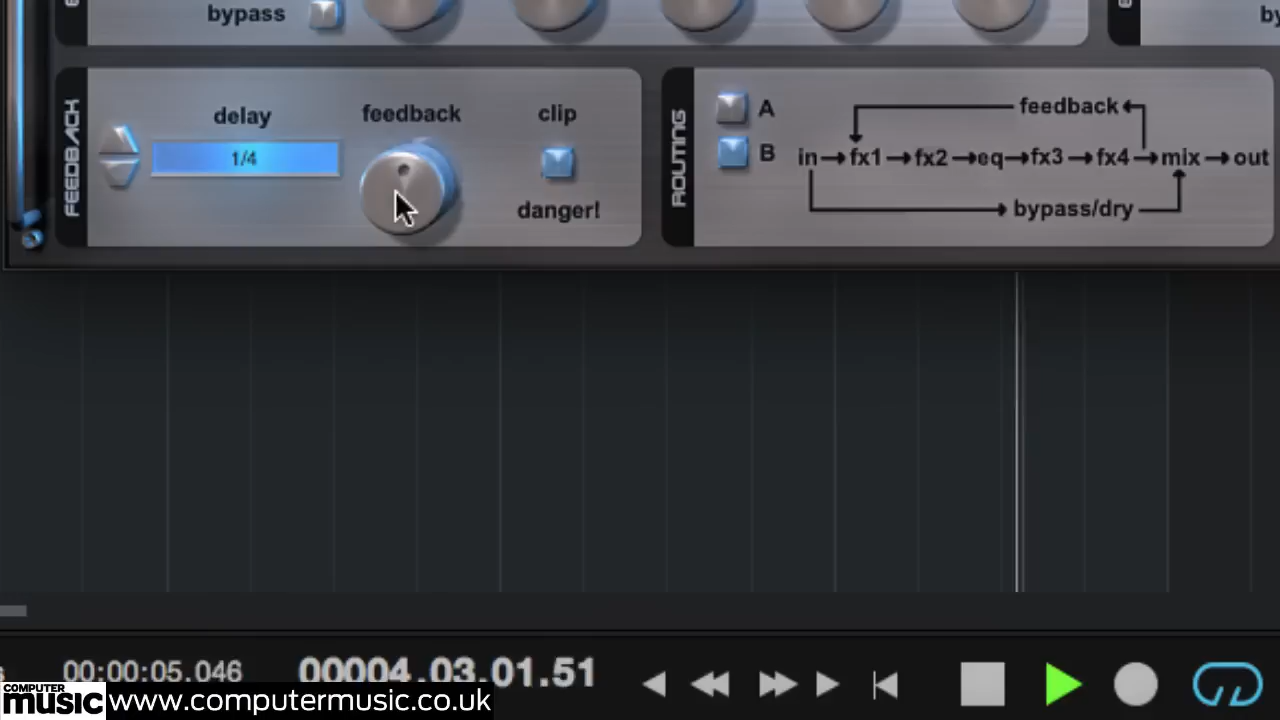 bypass
FEEDBACK
delay
1/4
feedback
clip
danger!
ROUTING
A
B
feedback
in fx1 fx2 eq fx3 fx4 mix out
bypass/dry
00:00:05.046
00004.03.01.51
COMPUTER
music
www.computermusic.co.uk